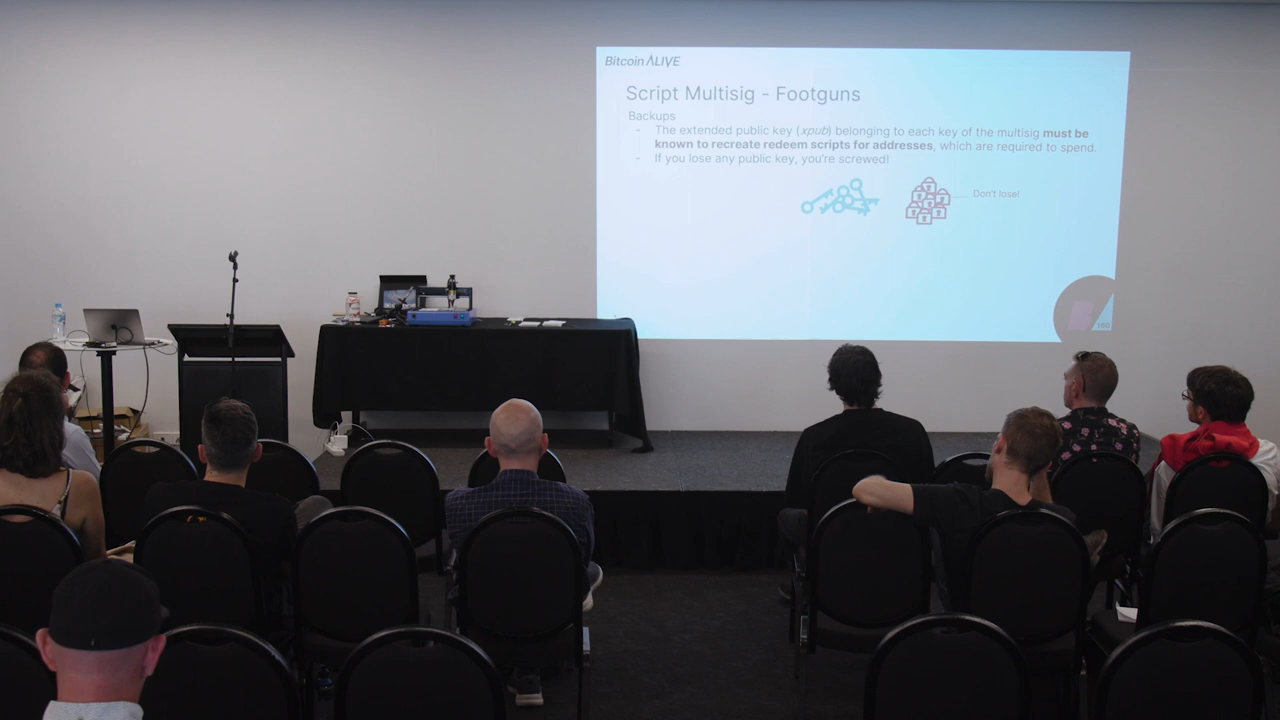 Bitcoin ΛLIVE
Script Multisig - Footguns
Backups
- The extended public key (xpub) belonging to each key of the multisig must be
known to recreate redeem scripts for addresses, which are required to spend.
- If you lose any public key, you're screwed!
Don't lose!
160